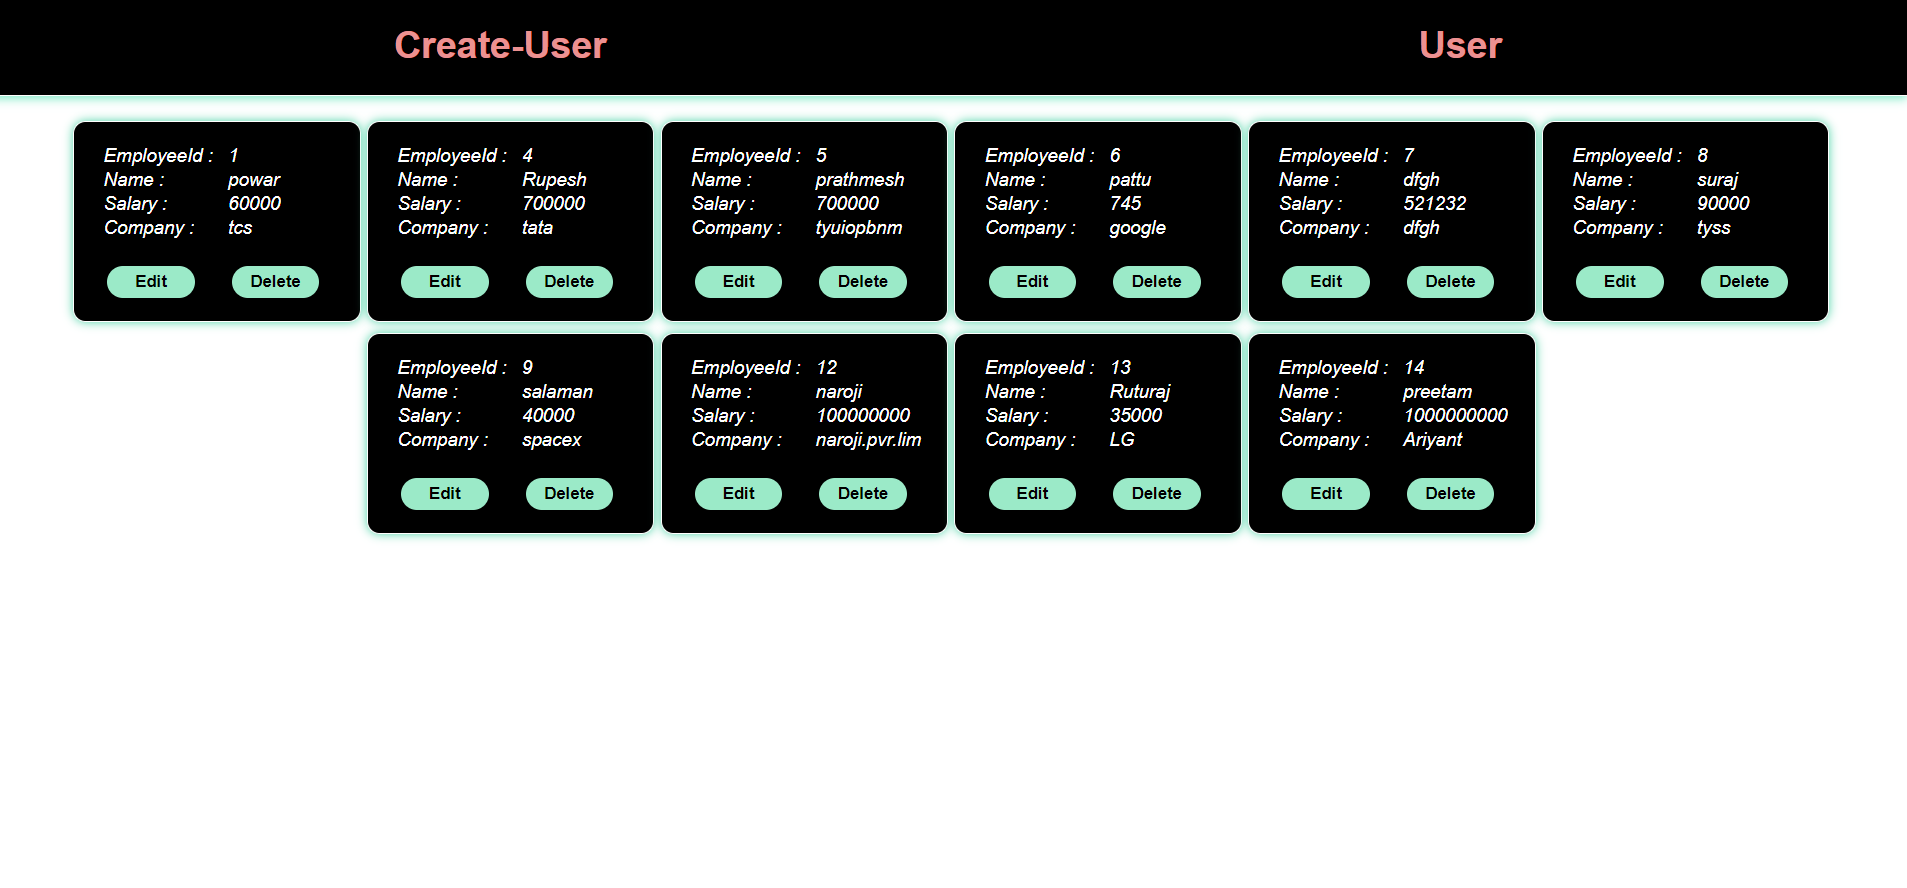 Create-User User
EmployeeId : 1
Name : powar
Salary : 60000
Company : tcs
Edit Delete
EmployeeId : 4
Name : Rupesh
Salary : 700000
Company : tata
Edit Delete
EmployeeId : 5
Name : prathmesh
Salary : 700000
Company : tyuiopbnm
Edit Delete
EmployeeId : 6
Name : pattu
Salary : 745
Company : google
Edit Delete
EmployeeId : 7
Name : dfgh
Salary : 521232
Company : dfgh
Edit Delete
EmployeeId : 8
Name : suraj
Salary : 90000
Company : tyss
Edit Delete
EmployeeId : 9
Name : salaman
Salary : 40000
Company : spacex
Edit Delete
EmployeeId : 12
Name : naroji
Salary : 100000000
Company : naroji.pvr.lim
Edit Delete
EmployeeId : 13
Name : Ruturaj
Salary : 35000
Company : LG
Edit Delete
EmployeeId : 14
Name : preetam
Salary : 1000000000
Company : Ariyant
Edit Delete